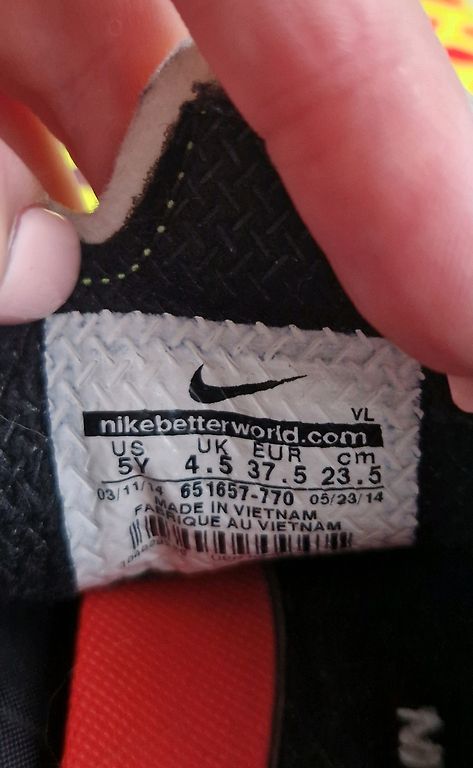 VL
nikebetterworld.com
US UK EUR cm
5Y 4.5 37.5 23.5
03/11/14 651657-770 05/23/14
MADE IN VIETNAM
FABRIQUE AU VIETNAM